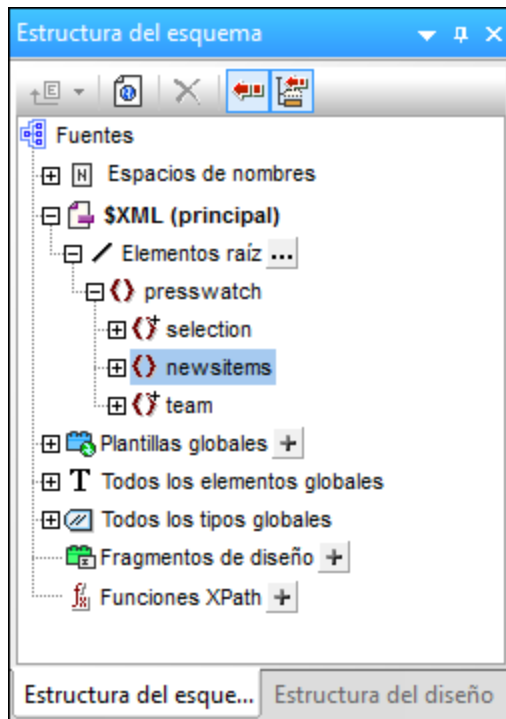 Estructura del esquema
Fuentes
Espacios de nombres
$XML (principal)
Elementos raíz ...
presswatch
selection
newsitems
team
Plantillas globales +
Todos los elementos globales
Todos los tipos globales
Fragmentos de diseño +
Funciones XPath +
Estructura del esque... Estructura del diseño